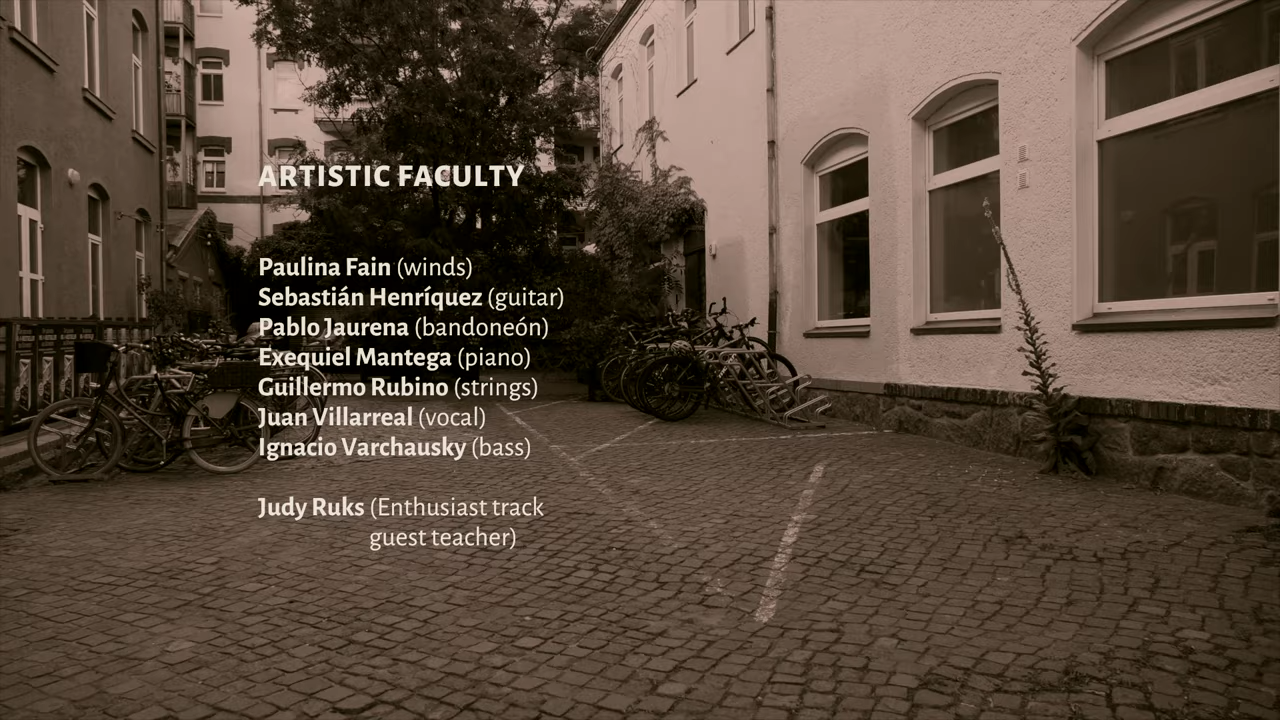 ARTISTIC FACULTY
Paulina Fain (winds)
Sebastián Henríquez (guitar)
Pablo Jaurena (bandoneón)
Exequiel Mantega (piano)
Guillermo Rubino (strings)
Juan Villarreal (vocal)
Ignacio Varchausky (bass)
Judy Ruks (Enthusiast track
guest teacher)